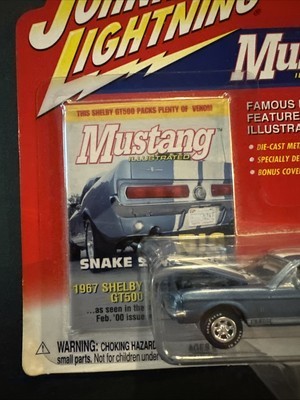 JOHN
LIGHTNING
Mu
THIS SHELBY GT500 PACKS PLENTY OF VENOM!
Mustang
ILLUSTRATED
FAMOUS
FEATURE
ILLUSTRA
• DIE-CAST MET
• SPECIALLY DE
• BONUS COVE
SNAKE
1967 SHELBY
GT500
...as seen in the
Feb. '00 issue
WARNING: CHOKING HAZARD
small parts. Not for children under